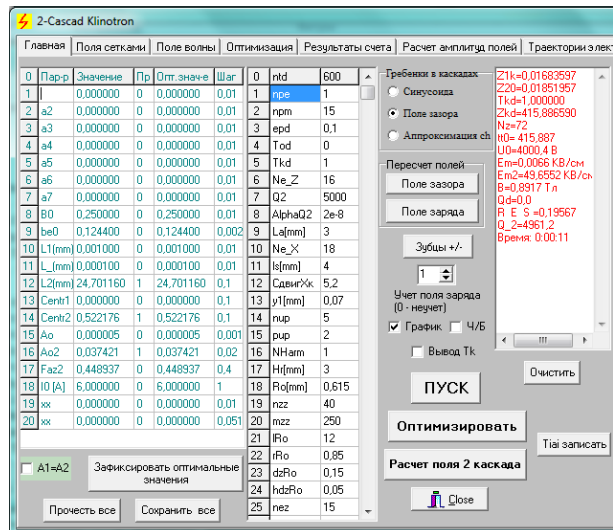 2-Cascad Klinotron
Главная Поля сетками Поле волны Оптимизация Результаты счета Расчет амплитуд полей Траектории элект
0 Пар-р Значение Пр Опт.знач-е Шаг
1 0,000000 0 0,000000 0,01
2 a2 0,000000 0 0,000000 0,01
3 a3 0,000000 0 0,000000 0,01
4 a4 0,000000 0 0,000000 0,01
5 a5 0,000000 0 0,000000 0,01
6 a6 0,000000 0 0,000000 0,01
7 a7 0,000000 0 0,000000 0,01
8 B0 0,250000 0 0,250000 0,01
9 be0 0,124400 0 0,124400 0,002
10 L1(mm) 0,001000 0 0,001000 0,01
11 L_(mm) 0,000100 0 0,000100 0,01
12 L2(mm) 24,701160 1 24,701160 0,1
13 Centr1 0,000000 0 0,000000 0,1
14 Centr2 0,522176 1 0,522176 0,1
15 Ao 0,000005 0 0,000005 0,001
16 Ao2 0,037421 1 0,037421 0,02
17 Faz2 0,448937 0 0,448937 0,4
18 I0 [A] 6,000000 1 6,000000 1
19 xx 0,000000 0 0,000000 0,01
20 xx 0,000000 0 0,000000 0,051
A1=A2
Зафиксировать оптимальные
значения
Прочесть все Сохранить все
0 ntd 600
1 npe 1
2 npm 15
3 epd 0,1
4 Tod 0
5 Tkd 1
6 Ne_Z 16
7 Q2 5000
8 AlphaQ2 2e-8
9 La[mm] 3
10 Ne_X 18
11 ls[mm] 4
12 СдвигХк 5,2
13 y1[mm] 0,07
14 nup 5
15 pup 2
16 NHarm 1
17 Hr[mm] 3
18 Ro[mm] 0,615
19 nzz 40
20 mzz 250
21 lRo 12
22 rRo 0,85
23 dzRo 0,15
24 hdzRo 0,05
25 nez 15
Гребенки в каскадах
Синусоида
Поле зазора
Аппроксимация ch
Пересчет полей
Поле зазора
Поле заряда
Зубцы +/-
1
Учет поля заряда
(0 - неучет)
График Ч/Б
Вывод Tk
ПУСК
Оптимизировать
Расчет поля 2 каскада
Close
Z1k=0,01683597
Z20=0,01851957
Tkd=1,000000
Zkd=415,886590
Nz=72
tt0= 415,887
U0=4000,4 В
Em=0,0066 КВ/см
Em2=49,6552 КВ/см
B=0,8917 Тл
Qd=0,0
R E S =0,19567
Q_2=4961,2
Время: 0:00:11
Очистить
Tiai записать